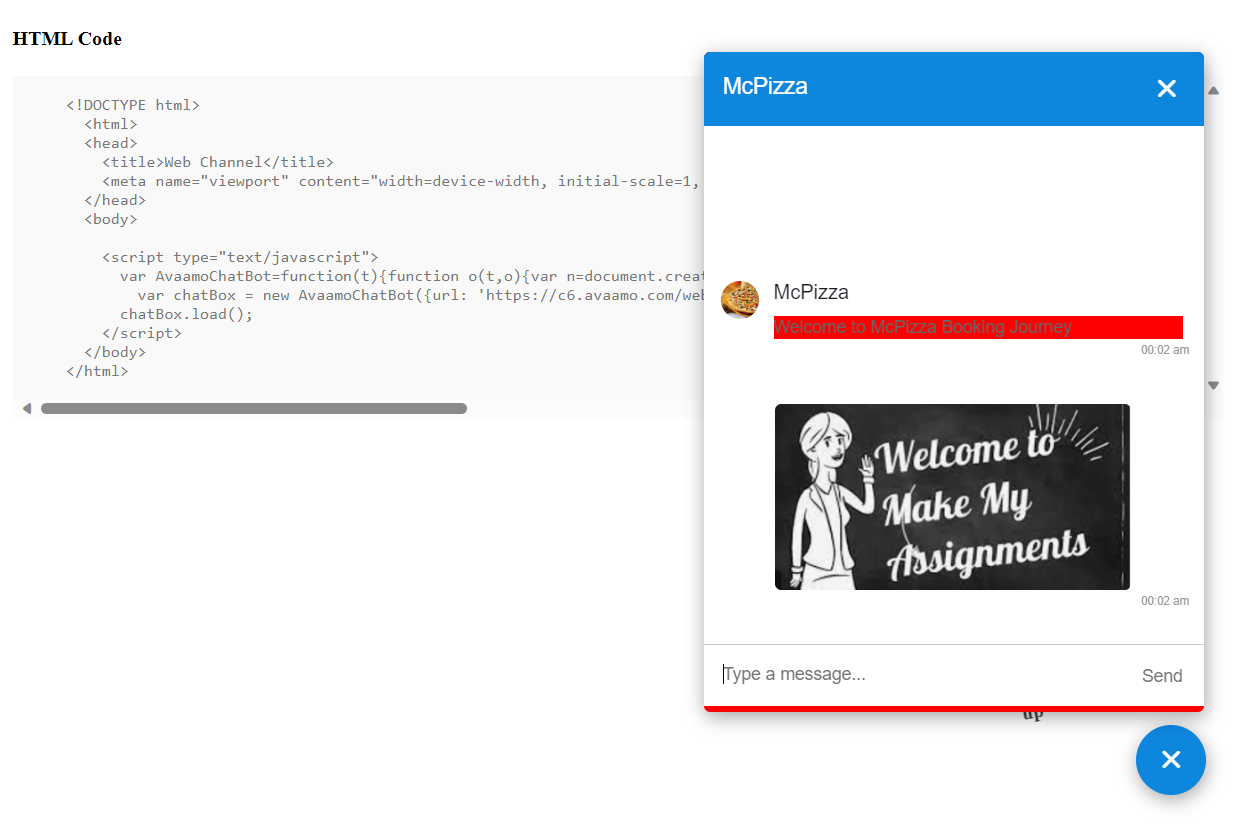 HTML Code
<!DOCTYPE html>
<html>
<head>
<title>Web Channel</title>
<meta name="viewport" content="width=device-width, initial-scale=1,
</head>
<body>
<script type="text/javascript">
var AvaamoChatBot=function(t){function o(t,o){var n=document.creat
var chatBox = new AvaamoChatBot({url: 'https://c6.avaamo.com/web
chatBox.load();
</script>
</body>
</html>
McPizza
McPizza
Welcome to McPizza Booking Journey
00:02 am
Welcome to
Make My
Assignments
00:02 am
Type a message...
Send
up